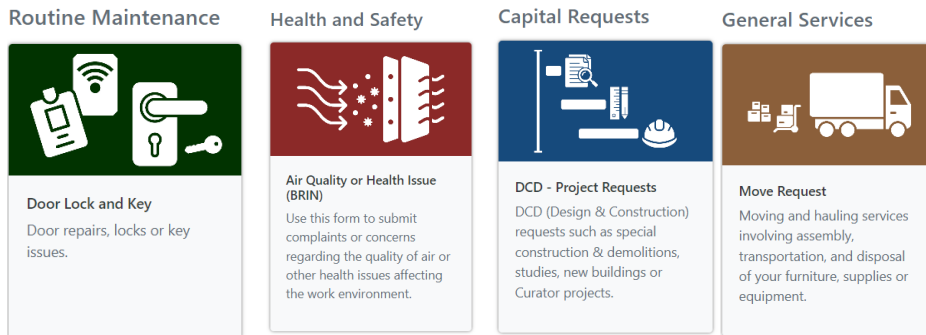 Routine Maintenance
Door Lock and Key
Door repairs, locks or key
issues.
Health and Safety
Air Quality or Health Issue
(BRIN)
Use this form to submit
complaints or concerns
regarding the quality of air or
other health issues affecting
the work environment.
Capital Requests
DCD - Project Requests
DCD (Design & Construction)
requests such as special
construction & demolitions,
studies, new buildings or
Curator projects.
General Services
Move Request
Moving and hauling services
involving assembly,
transportation, and disposal
of your furniture, supplies or
equipment.